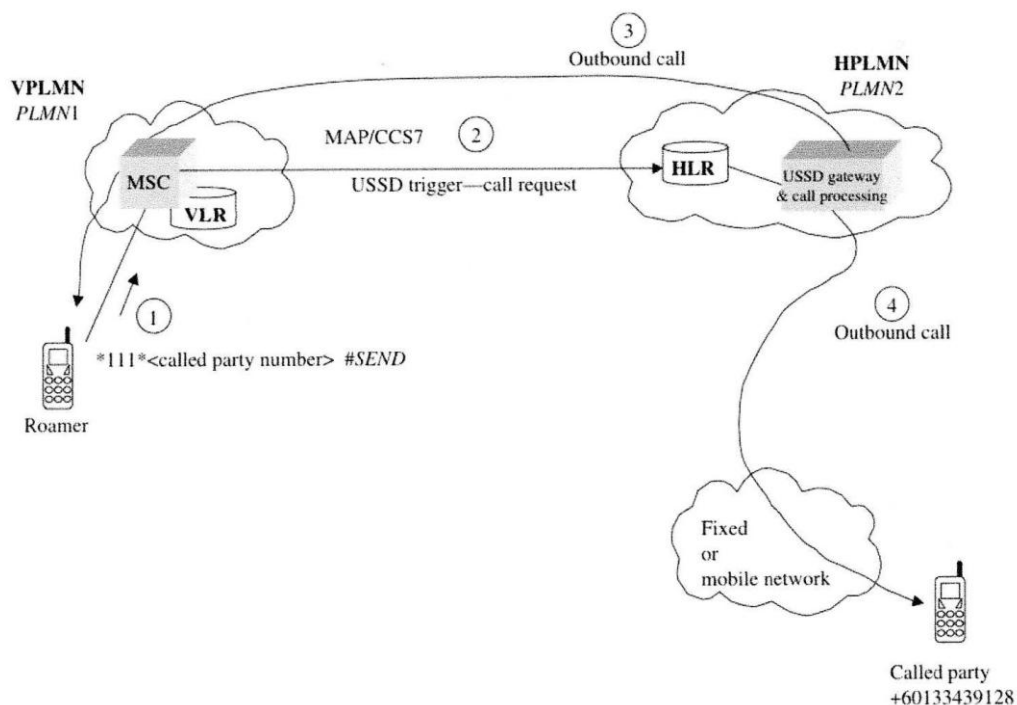 3
Outbound call
VPLMN
PLMN1
HPLMN
PLMN2
MAP/CCS7
2
MSC
VLR
USSD trigger—call request
HLR
USSD gateway
& call processing
1
*111*<called party number> #SEND
Roamer
4
Outbound call
Fixed
or
mobile network
Called party
+60133439128